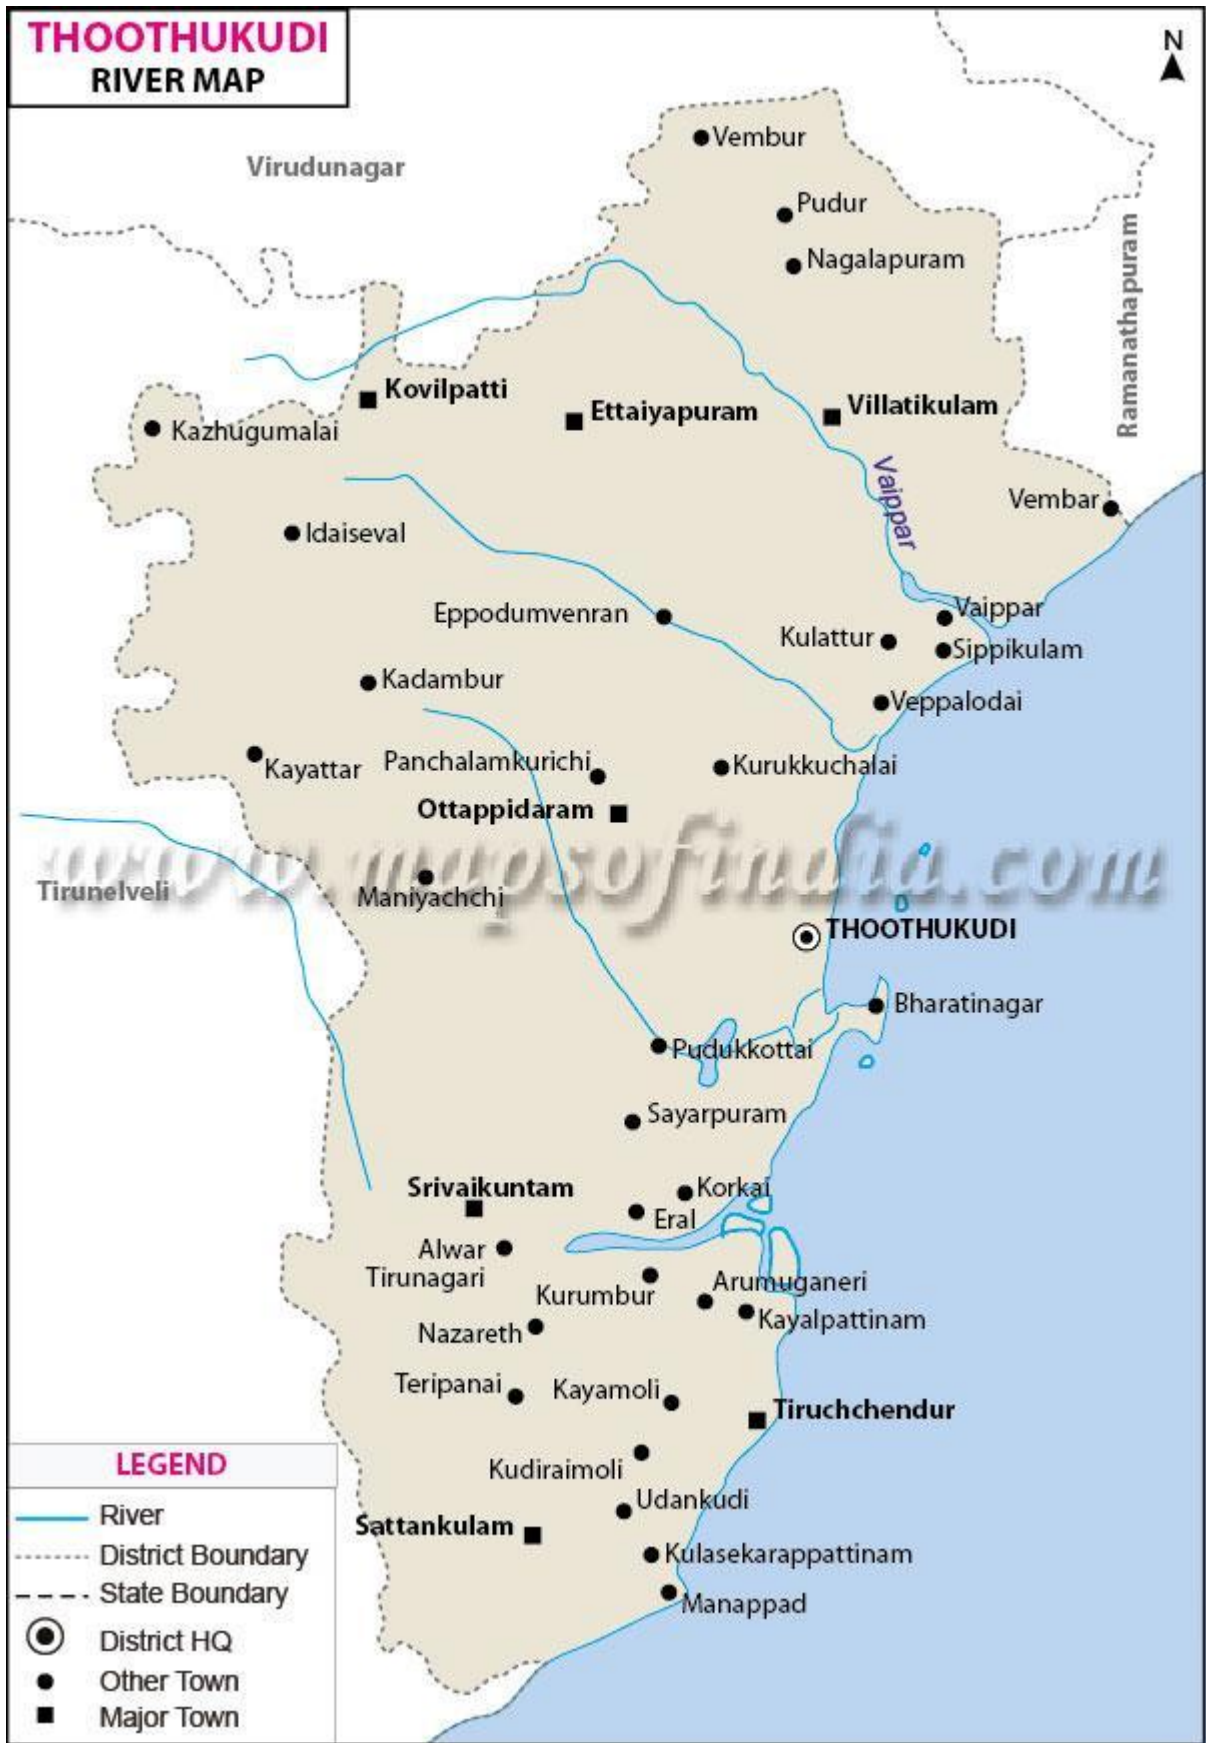 THOOTHUKUDI
RIVER MAP
N
Vembur
Virudunagar
Pudur
Nagalapuram
Ramanathapuram
Kovilpatti
Ettaiyapuram
Villatikulam
Kazhugumalai
Vaippar
Vembar
Idaiseval
Eppodumvenran
Vaippar
Kulattur
Sippikulam
Kadambur
Veppalodai
Kayattar
Panchalamkurichi
Kurukkuchalai
Ottappidaram
www.mapsofindia.com
Tirunelveli
Maniyachchi
THOOTHUKUDI
Bharatinagar
Pudukkottai
Sayarpuram
Srivaikuntam
Korkai
Eral
Alwar
Tirunagari
Kurumbur
Arumuganeri
Kayalpattinam
Nazareth
Teripanai
Kayamoli
Tiruchchendur
Kudiraimoli
Udankudi
Sattankulam
Kulasekarappattinam
Manappad
LEGEND
River
District Boundary
State Boundary
District HQ
Other Town
Major Town